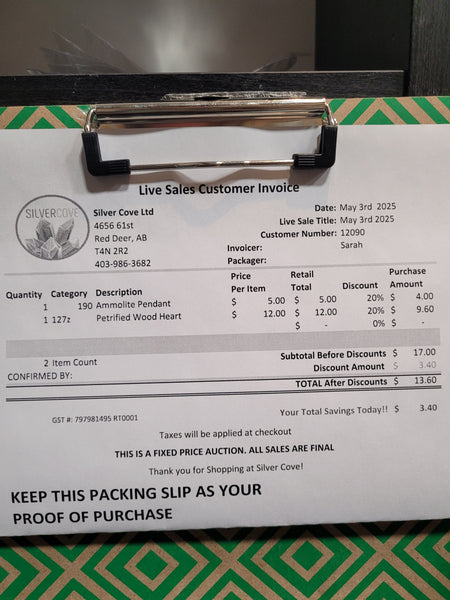 Live Sales Customer Invoice
SILVERCOVE
Silver Cove Ltd
4656 61st
Red Deer, AB
T4N 2R2
403-986-3682
Date: May 3rd 2025
Live Sale Title: May 3rd 2025
Customer Number: 12090
Invoicer: Sarah
Packager:
Quantity Category Description Price Per Item Retail Total Discount Purchase Amount
1 190 Ammolite Pendant $ 5.00 $ 5.00 20% $ 4.00
1 127z Petrified Wood Heart $ 12.00 $ 12.00 20% $ 9.60
$ - 0% $ -
2 Item Count
Subtotal Before Discounts $ 17.00
CONFIRMED BY:
Discount Amount $ 3.40
TOTAL After Discounts $ 13.60
GST #: 797981495 RT0001
Your Total Savings Today!! $ 3.40
Taxes will be applied at checkout
THIS IS A FIXED PRICE AUCTION. ALL SALES ARE FINAL
Thank you for Shopping at Silver Cove!
KEEP THIS PACKING SLIP AS YOUR
PROOF OF PURCHASE